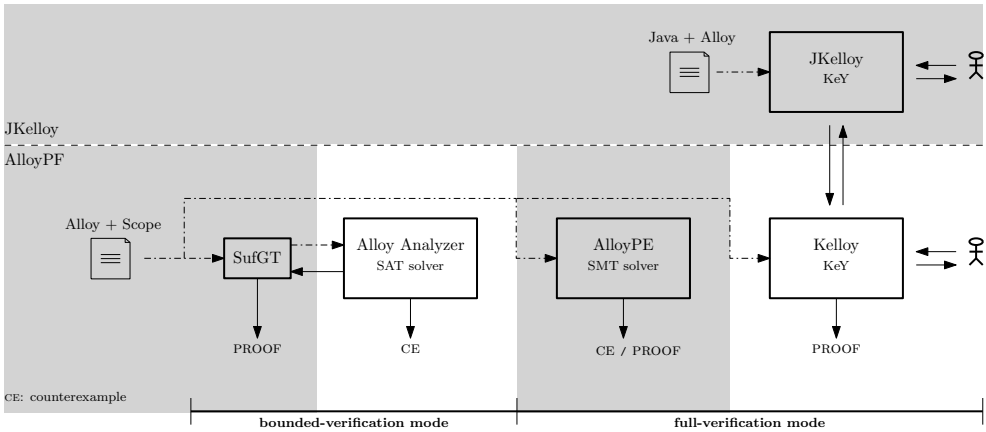 Java + Alloy
JKelloy
KeY
JKelloy
AlloyPF
Alloy + Scope
SufGT
Alloy Analyzer
SAT solver
AlloyPE
SMT solver
Kelloy
KeY
PROOF
CE
CE / PROOF
PROOF
CE: counterexample
bounded-verification mode
full-verification mode